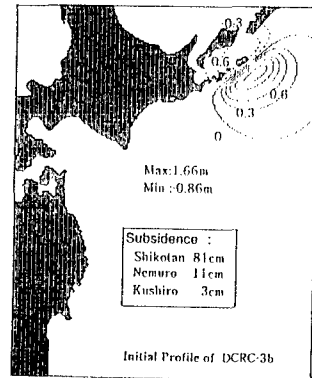 0.3
0.6
0.6
0.3
0
Max:1.66m
Min :-0.86m
Subsidence :
Shikotan 81cm
Nemuro 11cm
Kushiro 3cm
Initial Profile of DCRC-3b